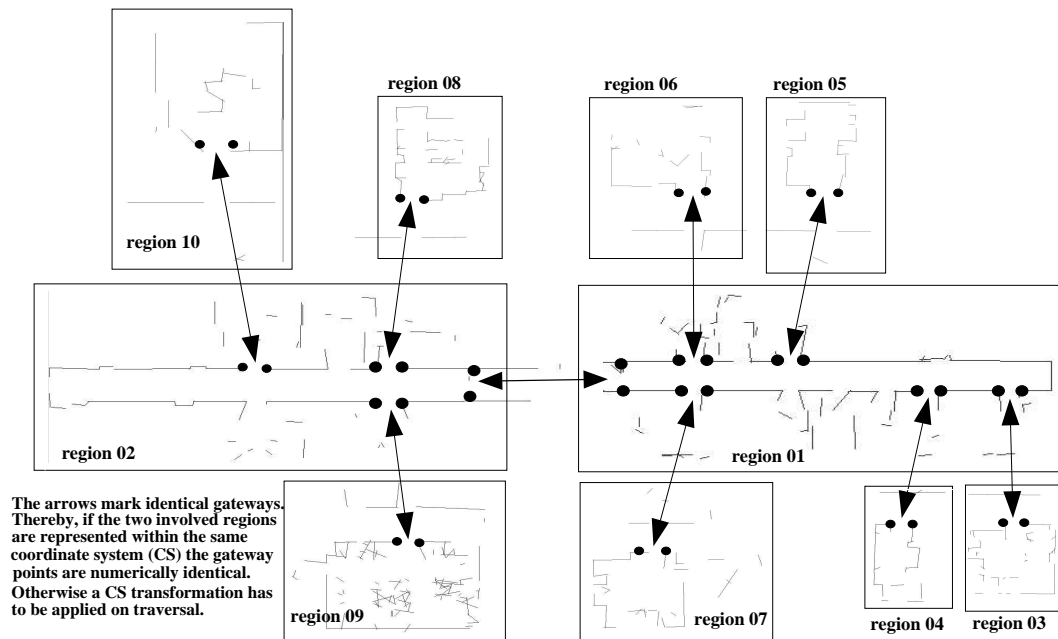 region 08
region 06
region 05
region 10
region 02
region 01
The arrows mark identical gateways.
Thereby, if the two involved regions
are represented within the same
coordinate system (CS) the gateway
points are numerically identical.
Otherwise a CS transformation has
to be applied on traversal.
region 09
region 07
region 04
region 03